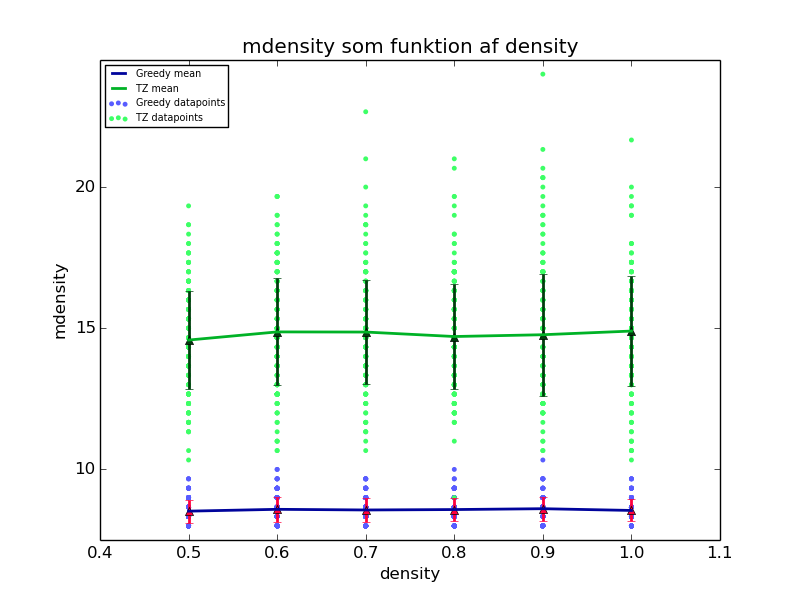 mdensity som funktion af density
Greedy mean
TZ mean
Greedy datapoints
TZ datapoints
mdensity
20
15
10
0.4 0.5 0.6 0.7 0.8 0.9 1.0 1.1
density